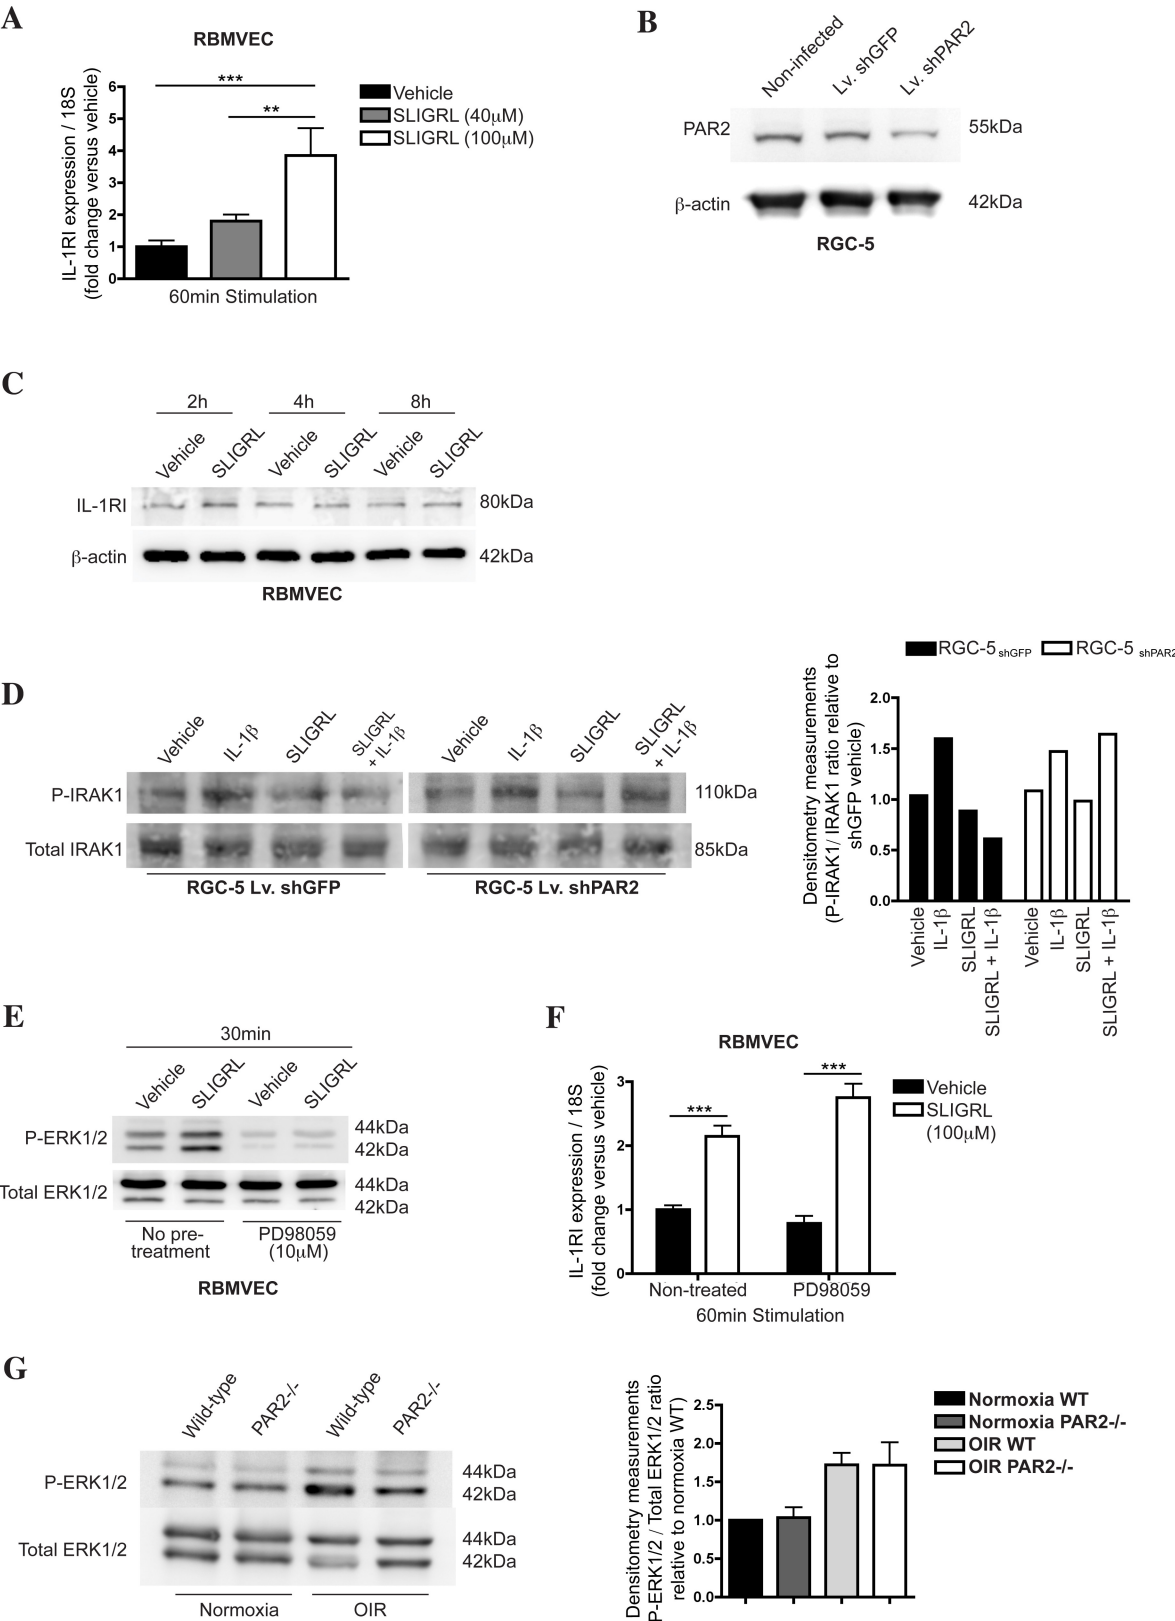 A
RBMVEC
IL-1RI expression / 18S
(fold change versus vehicle)
6
5
4
3
2
1
0
***
**
60min Stimulation
Vehicle
SLIGRL (40μM)
SLIGRL (100μM)
B
Non-infected
Lv. shGFP
Lv. shPAR2
PAR2
55kDa
β-actin
42kDa
RGC-5
C
2h
4h
8h
Vehicle
SLIGRL
Vehicle
SLIGRL
Vehicle
SLIGRL
IL-1RI
80kDa
β-actin
42kDa
RBMVEC
D
Vehicle
IL-1β
SLIGRL
SLIGRL
+ IL-1β
Vehicle
IL-1β
SLIGRL
SLIGRL
+ IL-1β
P-IRAK1
110kDa
Total IRAK1
85kDa
RGC-5 Lv. shGFP
RGC-5 Lv. shPAR2
RGC-5 shGFP
RGC-5 shPAR2
Densitometry measurements
(P-IRAK1/ IRAK1 ratio relative to
shGFP vehicle)
2.0
1.5
1.0
0.5
0.0
Vehicle
IL-1β
SLIGRL
SLIGRL + IL-1β
Vehicle
IL-1β
SLIGRL
SLIGRL + IL-1β
E
30min
Vehicle
SLIGRL
Vehicle
SLIGRL
P-ERK1/2
44kDa
42kDa
Total ERK1/2
44kDa
42kDa
No pre-
treatment
PD98059
(10μM)
RBMVEC
F
RBMVEC
IL-1RI expression / 18S
(fold change versus vehicle)
3
2
1
0
***
***
Non-treated
PD98059
60min Stimulation
Vehicle
SLIGRL
(100μM)
G
Wild-type
PAR2-/-
Wild-type
PAR2-/-
P-ERK1/2
44kDa
42kDa
Total ERK1/2
44kDa
42kDa
Normoxia
OIR
Densitometry measurements
P-ERK1/2 / Total ERK1/2 ratio
relative to normoxia WT)
2.5
2.0
1.5
1.0
0.5
0.0
Normoxia WT
Normoxia PAR2-/-
OIR WT
OIR PAR2-/-